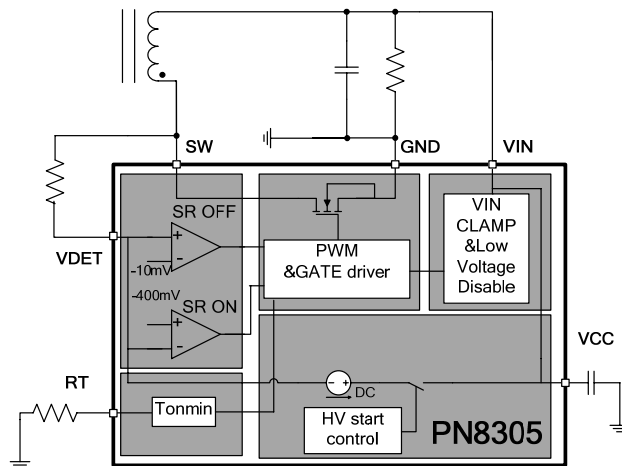 SW
GND
VIN
SR OFF
+
-
-10mV
VDET
-400mV
SR ON
+
-
PWM
&GATE driver
VIN
CLAMP
&Low
Voltage
Disable
VCC
RT
Tonmin
- +
DC
HV start
control
PN8305